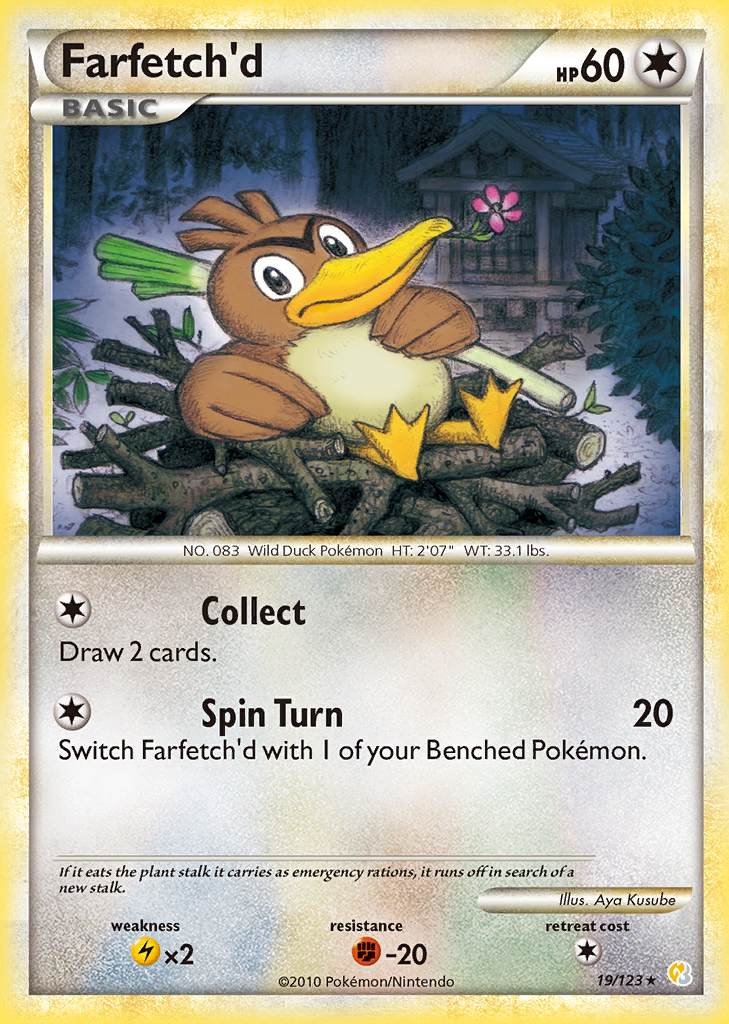 Farfetch'd
HP60
BASIC
NO. 083 Wild Duck Pokémon HT: 2'07" WT: 33.1 lbs.
Collect
Draw 2 cards.
Spin Turn 20
Switch Farfetch'd with 1 of your Benched Pokémon.
If it eats the plant stalk it carries as emergency rations, it runs off in search of a
new stalk.
Illus. Aya Kusube
weakness resistance retreat cost
×2 -20
©2010 Pokémon/Nintendo 19/123★